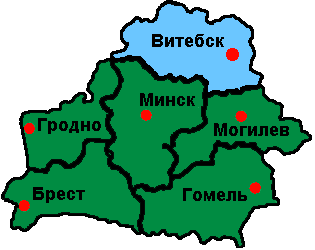 Витебск
Минск
Гродно
Могилев
Брест
Гомель